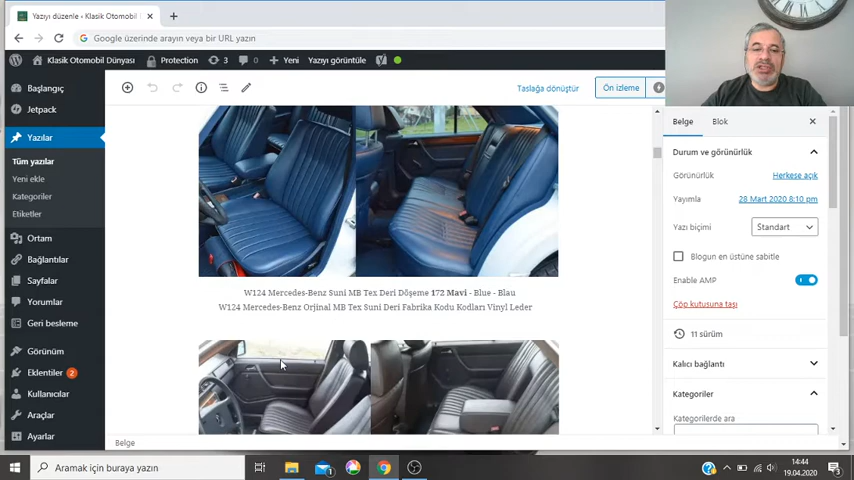 Yazıyı düzenle ‹ Klasik Otomobil
Google üzerinde arayın veya bir URL yazın
Klasik Otomobil Dünyası
Protection
3
0
Yeni
Yazıyı görüntüle
Başlangıç
Jetpack
Yazılar
Tüm yazılar
Yeni ekle
Kategoriler
Etiketler
Ortam
Bağlantılar
Sayfalar
Yorumlar
Geri besleme
Görünüm
Eklentiler 2
Kullanıcılar
Araçlar
Ayarlar
Taslağa dönüştür
Ön izleme
W124 Mercedes-Benz Suni MB Tex Deri Döşeme 172 Mavi - Blue - Blau
W124 Mercedes-Benz Orjinal MB Tex Suni Deri Fabrika Kodu Kodları Vinyl Leder
Belge
Blok
Durum ve görünürlük
Görünürlük
Herkese açık
Yayımla
28 Mart 2020 8:10 pm
Yazı biçimi
Standart
Blogun en üstüne sabitle
Enable AMP
Çöp kutusuna taşı
11 sürüm
Kalıcı bağlantı
Kategoriler
Kategorilerde ara
Belge
Aramak için buraya yazın
14:44
19.04.2020